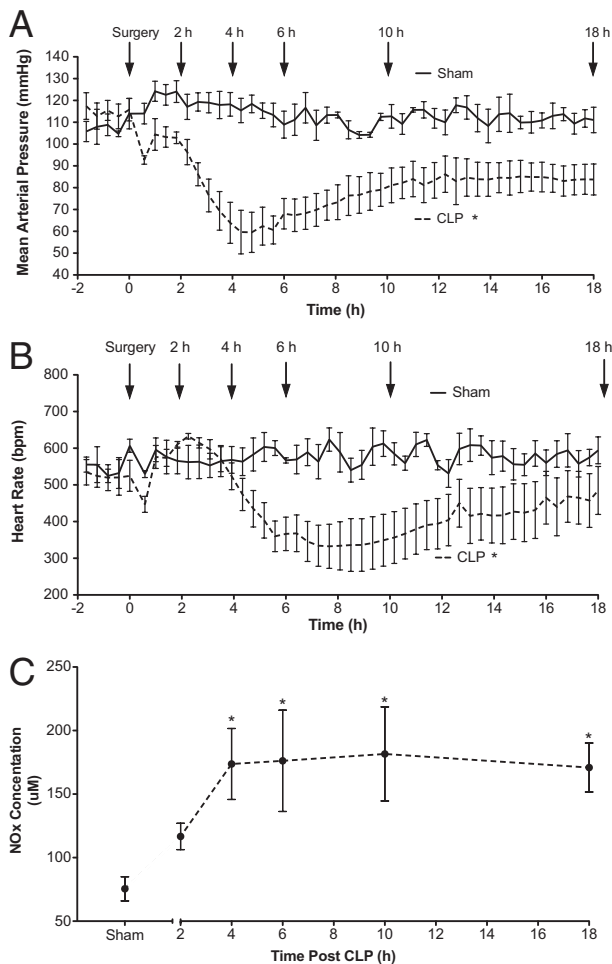 A
Surgery 2 h 4 h 6 h 10 h 18 h
Mean Arterial Pressure (mmHg)
130
120
110
100
90
80
70
60
50
40
Sham
CLP *
-2 0 2 4 6 8 10 12 14 16 18
Time (h)
B
Surgery 2 h 4 h 6 h 10 h 18 h
Heart Rate (bpm)
800
700
600
500
400
300
200
Sham
CLP *
-2 0 2 4 6 8 10 12 14 16 18
Time (h)
C
NOx Concentration
(uM)
250
200
150
100
50
* * * *
Sham 2 4 6 8 10 12 14 16 18
Time Post CLP (h)